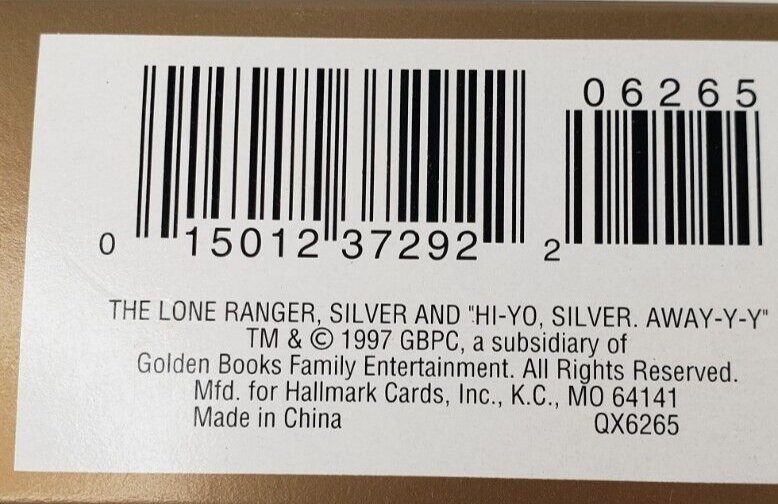 06265
0 15012 37292 2
THE LONE RANGER, SILVER AND "HI-YO, SILVER. AWAY-Y-Y"
TM & © 1997 GBPC, a subsidiary of
Golden Books Family Entertainment. All Rights Reserved.
Mfd. for Hallmark Cards, Inc., K.C., MO 64141
Made in China QX6265